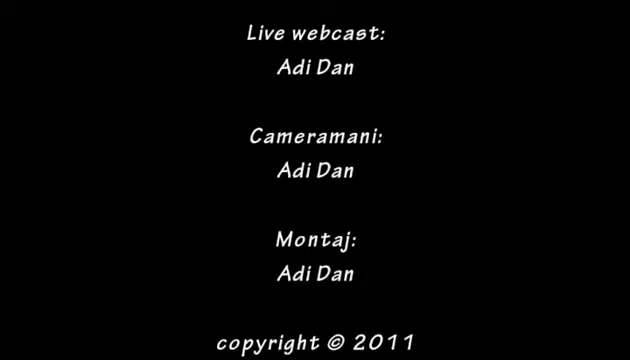 Live webcast:
Adi Dan
Cameramani:
Adi Dan
Montaj:
Adi Dan
copyright © 2011